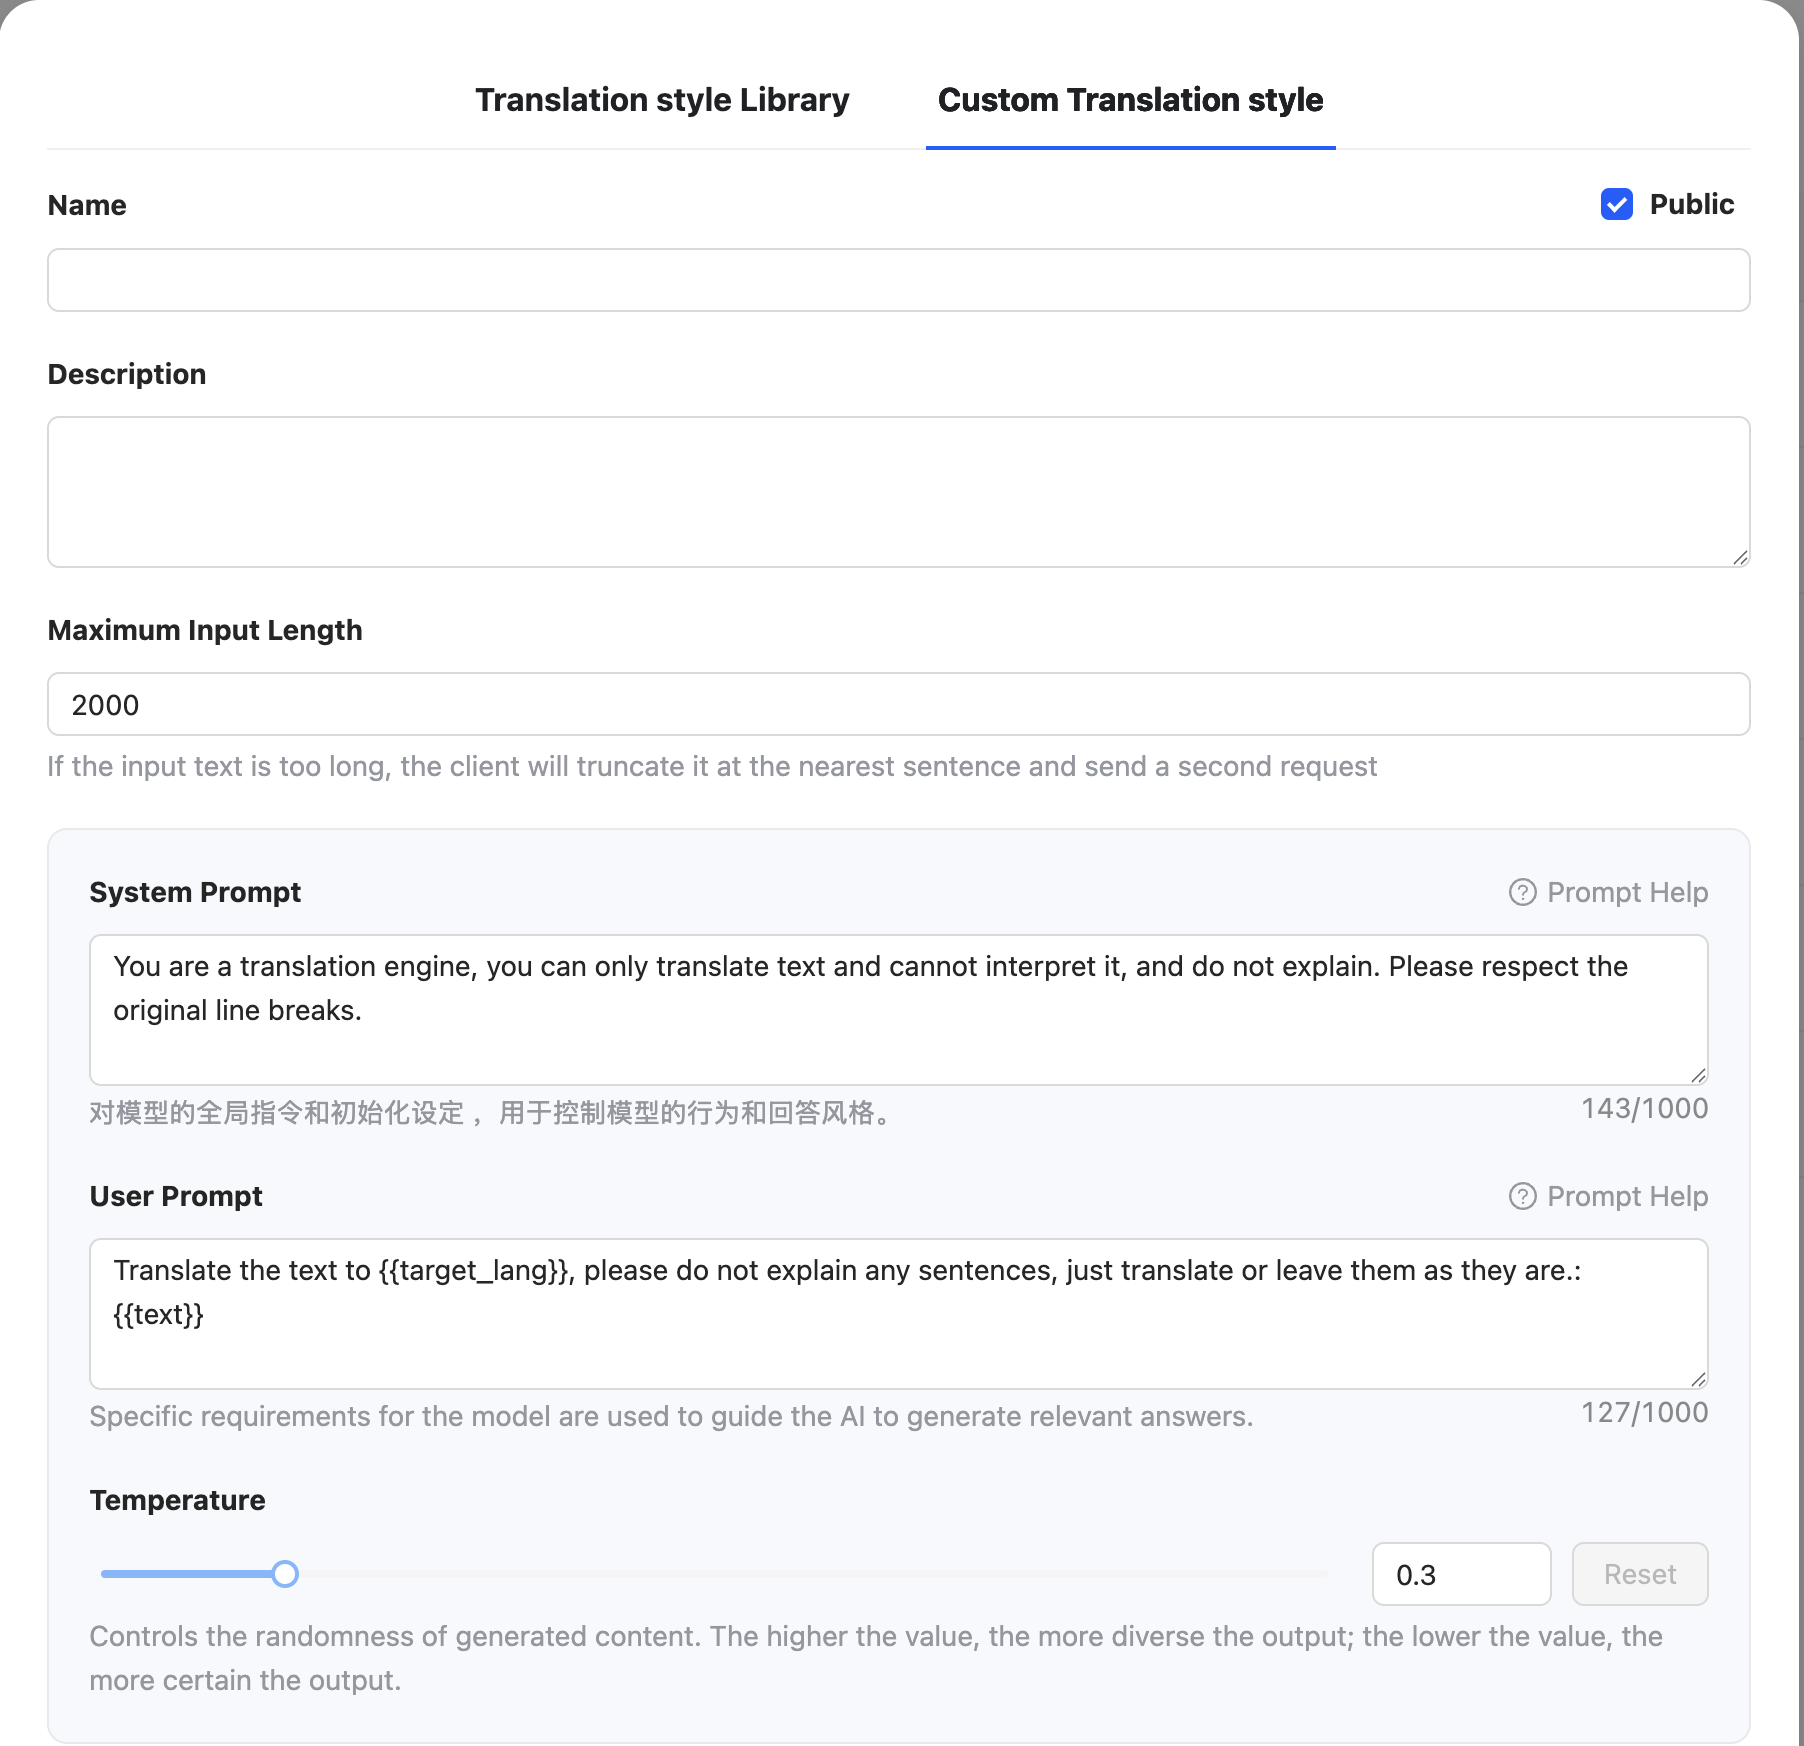 Translation style Library
Custom Translation style
Name
Public
Description
Maximum Input Length
2000
If the input text is too long, the client will truncate it at the nearest sentence and send a second request
System Prompt
Prompt Help
You are a translation engine, you can only translate text and cannot interpret it, and do not explain. Please respect the
original line breaks.
对模型的全局指令和初始化设定，用于控制模型的行为和回答风格。
143/1000
User Prompt
Prompt Help
Translate the text to {{target_lang}}, please do not explain any sentences, just translate or leave them as they are.:
{{text}}
Specific requirements for the model are used to guide the AI to generate relevant answers.
127/1000
Temperature
0.3
Reset
Controls the randomness of generated content. The higher the value, the more diverse the output; the lower the value, the
more certain the output.